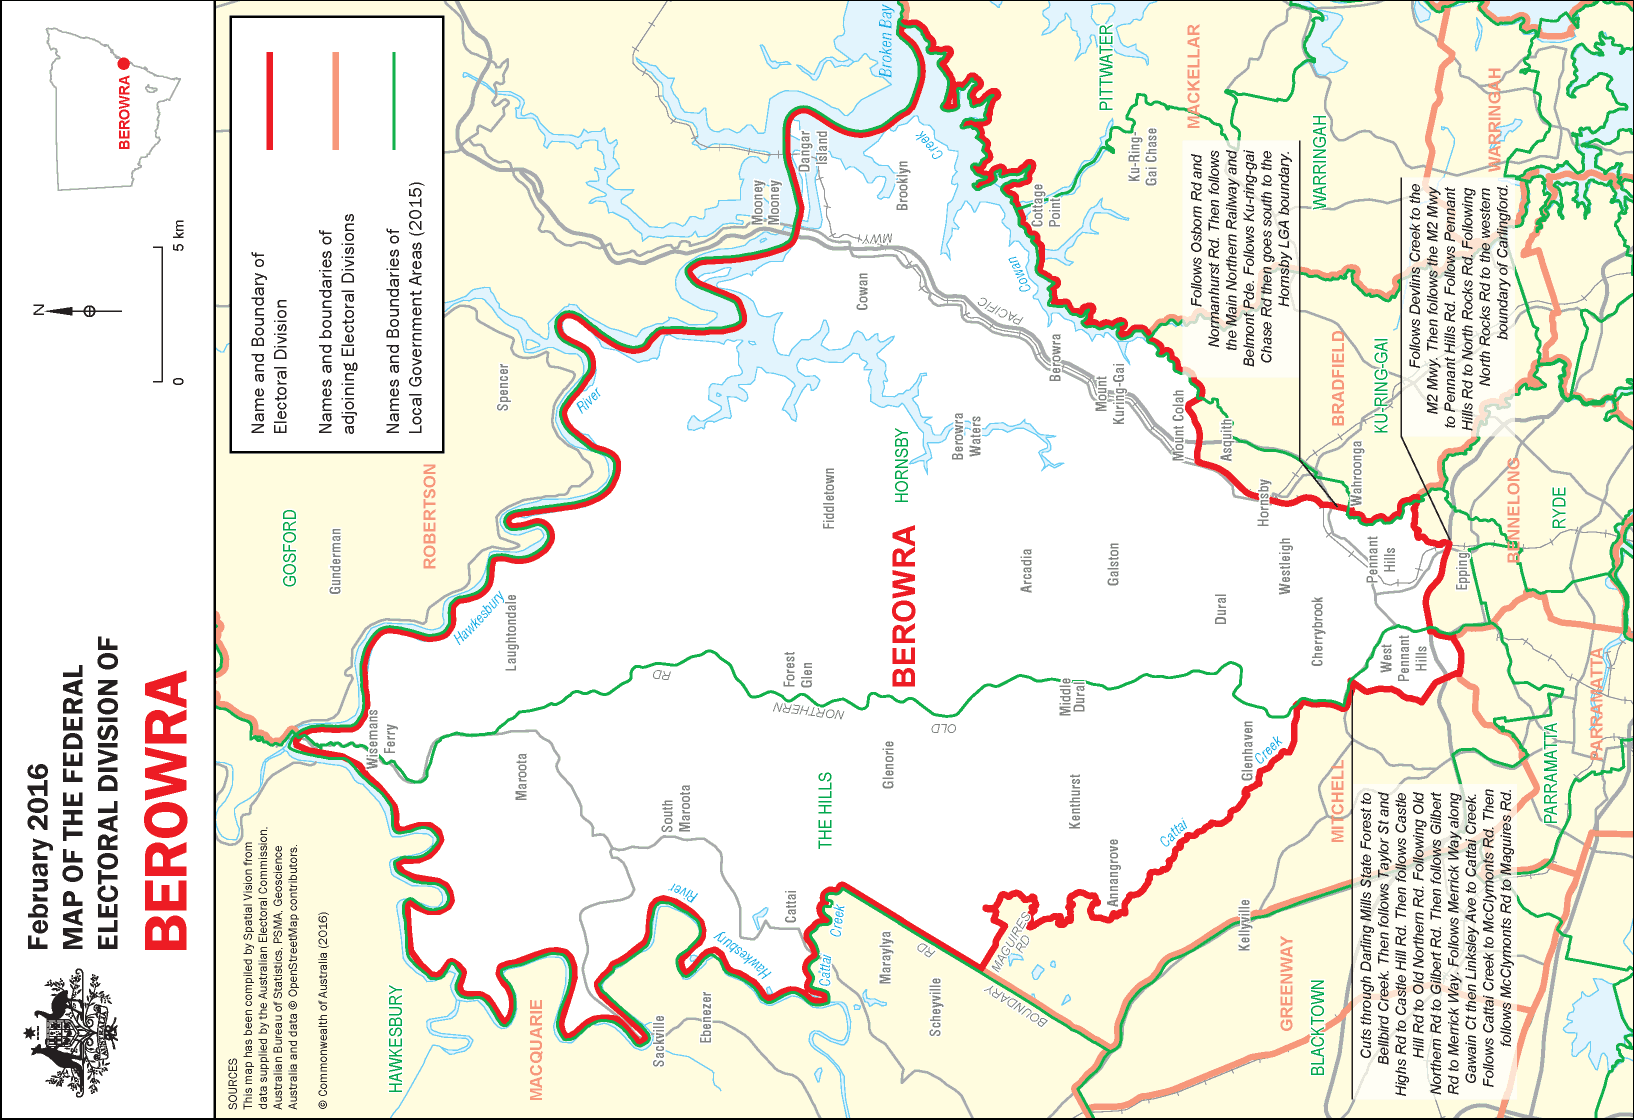 February 2016
MAP OF THE FEDERAL
ELECTORAL DIVISION OF
BEROWRA
N
0
5 km
BEROWRA
Name and Boundary of
Electoral Division
Names and boundaries of
adjoining Electoral Divisions
Names and Boundaries of
Local Government Areas (2015)
SOURCES
This map has been compiled by Spatial Vision from
data supplied by the Australian Electoral Commission.
Australian Bureau of Statistics, PSMA, Geoscience
Australia and data © OpenStreetMap contributors.
© Commonwealth of Australia (2016)
GOSFORD
Gunderman
ROBERTSON
Spencer
River
Hawkesbury
Laughtondale
Wisemans
Ferry
Maroota
South
Maroota
HAWKESBURY
MACQUARIE
Sackville
Ebenezer
River
Hawkesbury
Cattai
Cattai
Creek
Maraylya
Scheyville
BOUNDARY
RD
MAGUIRES
RD
THE HILLS
Glenorie
Forest
Glen
OLD
NORTHERN
RD
BEROWRA
HORNSBY
Fiddletown
Arcadia
Galston
Berowra
Waters
Berowra
Cowan
Mooney
Mooney
Dangar
Island
Brooklyn
Broken Bay
Creek
Cowan
PACIFIC
MWY
Cottage
Point
Ku-Ring-
Gai Chase
PITTWATER
MACKELLAR
WARRINGAH
WARRINGAH
Mount
Kuring-Gai
Mount Colah
Asquith
Hornsby
Wahroonga
BRADFIELD
KU-RING-GAI
Westleigh
Pennant
Hills
Dural
Cherrybrook
West
Pennant
Hills
Middle
Dural
Kenthurst
Annangrove
Glenhaven
Cattai
Creek
Kellyville
MITCHELL
GREENWAY
BLACKTOWN
Epping
BENNELONG
RYDE
PARRAMATTA
PARRAMATTA
Follows Osborn Rd and
Normanhurst Rd. Then follows
the Main Northern Railway and
Belmont Pde. Follows Ku-ring-gai
Chase Rd then goes south to the
Hornsby LGA boundary.
Follows Devlins Creek to the
M2 Mwy. Then follows the M2 Mwy
to Pennant Hills Rd. Follows Pennant
Hills Rd to North Rocks Rd. Following
North Rocks Rd to the western
boundary of Carlingford.
Cuts through Darling Mills State Forest to
Bellbird Creek. Then follows Taylor St and
Highs Rd to Castle Hill Rd. Then follows Castle
Hill Rd to Old Northern Rd. Following Old
Northern Rd to Gilbert Rd. Then follows Gilbert
Rd to Merrick Way. Follows Merrick Way along
Gawain Ct then Linksley Ave to Cattai Creek.
Follows Cattai Creek to McClymonts Rd. Then
follows McClymonts Rd to Maguires Rd.